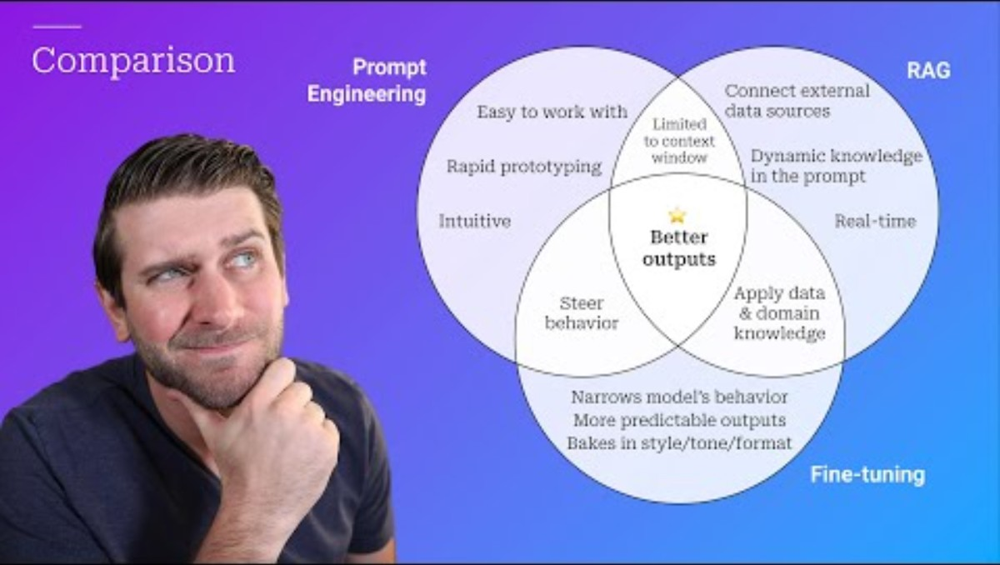 Comparison
Prompt
Engineering
RAG
Easy to work with
Rapid prototyping
Intuitive
Limited
to context
window
Connect external
data sources
Dynamic knowledge
in the prompt
Real-time
Better
outputs
Steer
behavior
Apply data
& domain
knowledge
Narrows model's behavior
More predictable outputs
Bakes in style/tone/format
Fine-tuning